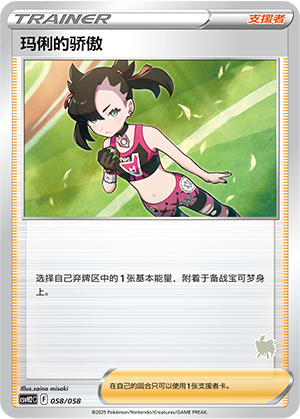 TRAINER
支援者
玛俐的骄傲
选择自己弃牌区中的1张基本能量，附着于备战宝可梦身
上。
Illus.saino misaki
在自己的回合只可以使用1张支援者卡。
F
058/058
©2025 Pokémon/Nintendo/Creatures/GAME FREAK.